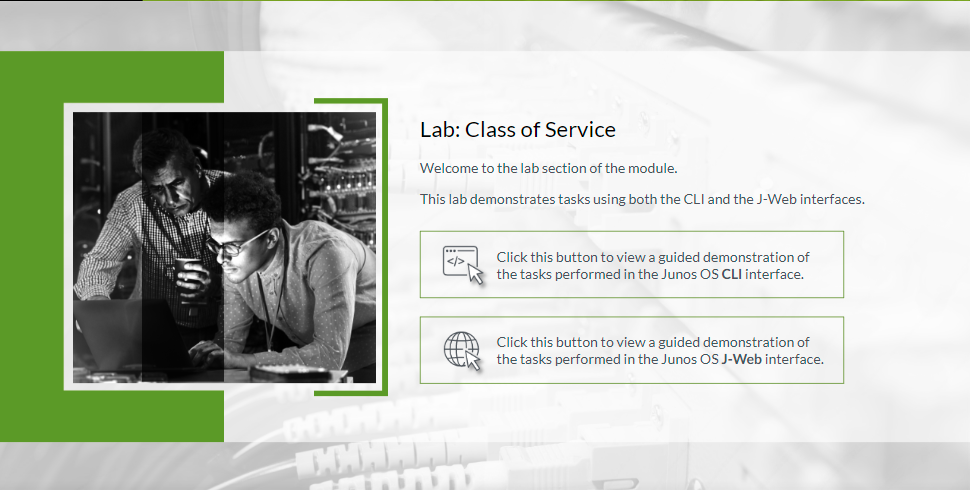 Lab: Class of Service
Welcome to the lab section of the module.
This lab demonstrates tasks using both the CLI and the J-Web interfaces.
</>
Click this button to view a guided demonstration of
the tasks performed in the Junos OS CLI interface.
Click this button to view a guided demonstration of
the tasks performed in the Junos OS J-Web interface.